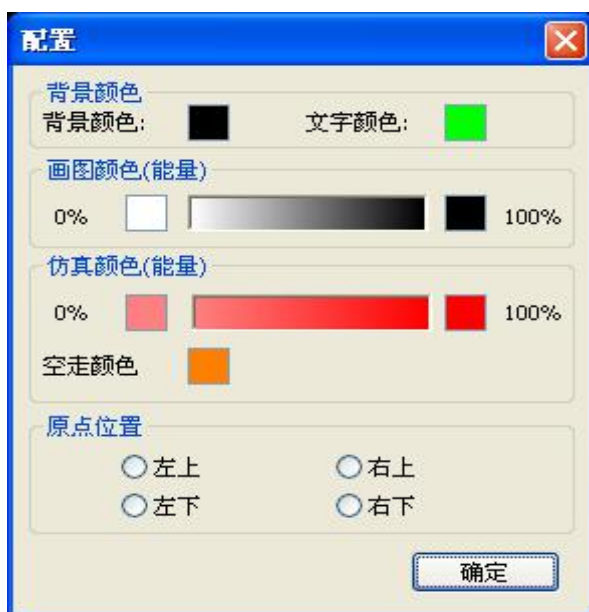 配置
背景颜色
背景颜色: 文字颜色:
画图颜色(能量)
0% 100%
仿真颜色(能量)
0% 100%
空走颜色
原点位置
左上 右上
左下 右下
确定